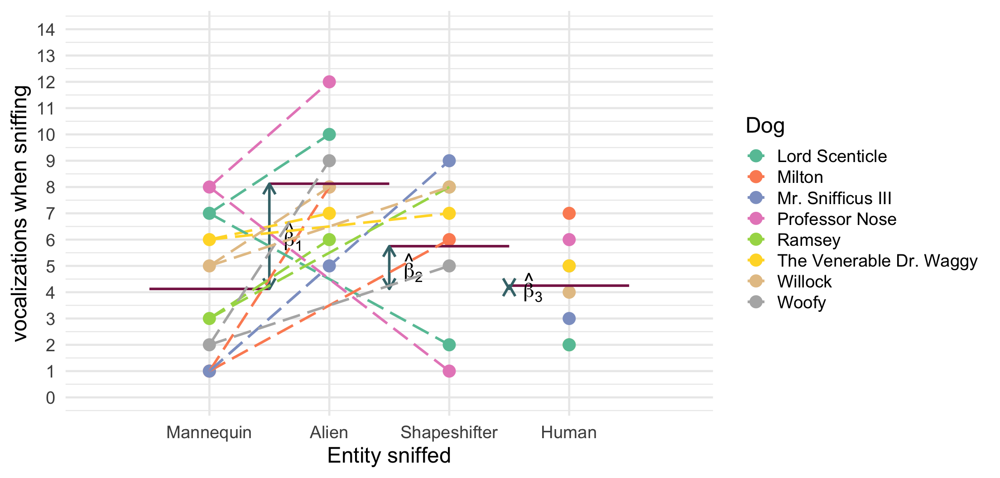 vocalizations when sniffing
14
13
12
11
10
9
8
7
6
5
4
3
2
1
0
β̂1
β̂2
β̂3
Mannequin Alien Shapeshifter Human
Entity sniffed
Dog
Lord Scenticle
Milton
Mr. Snifficus III
Professor Nose
Ramsey
The Venerable Dr. Waggy
Willock
Woofy